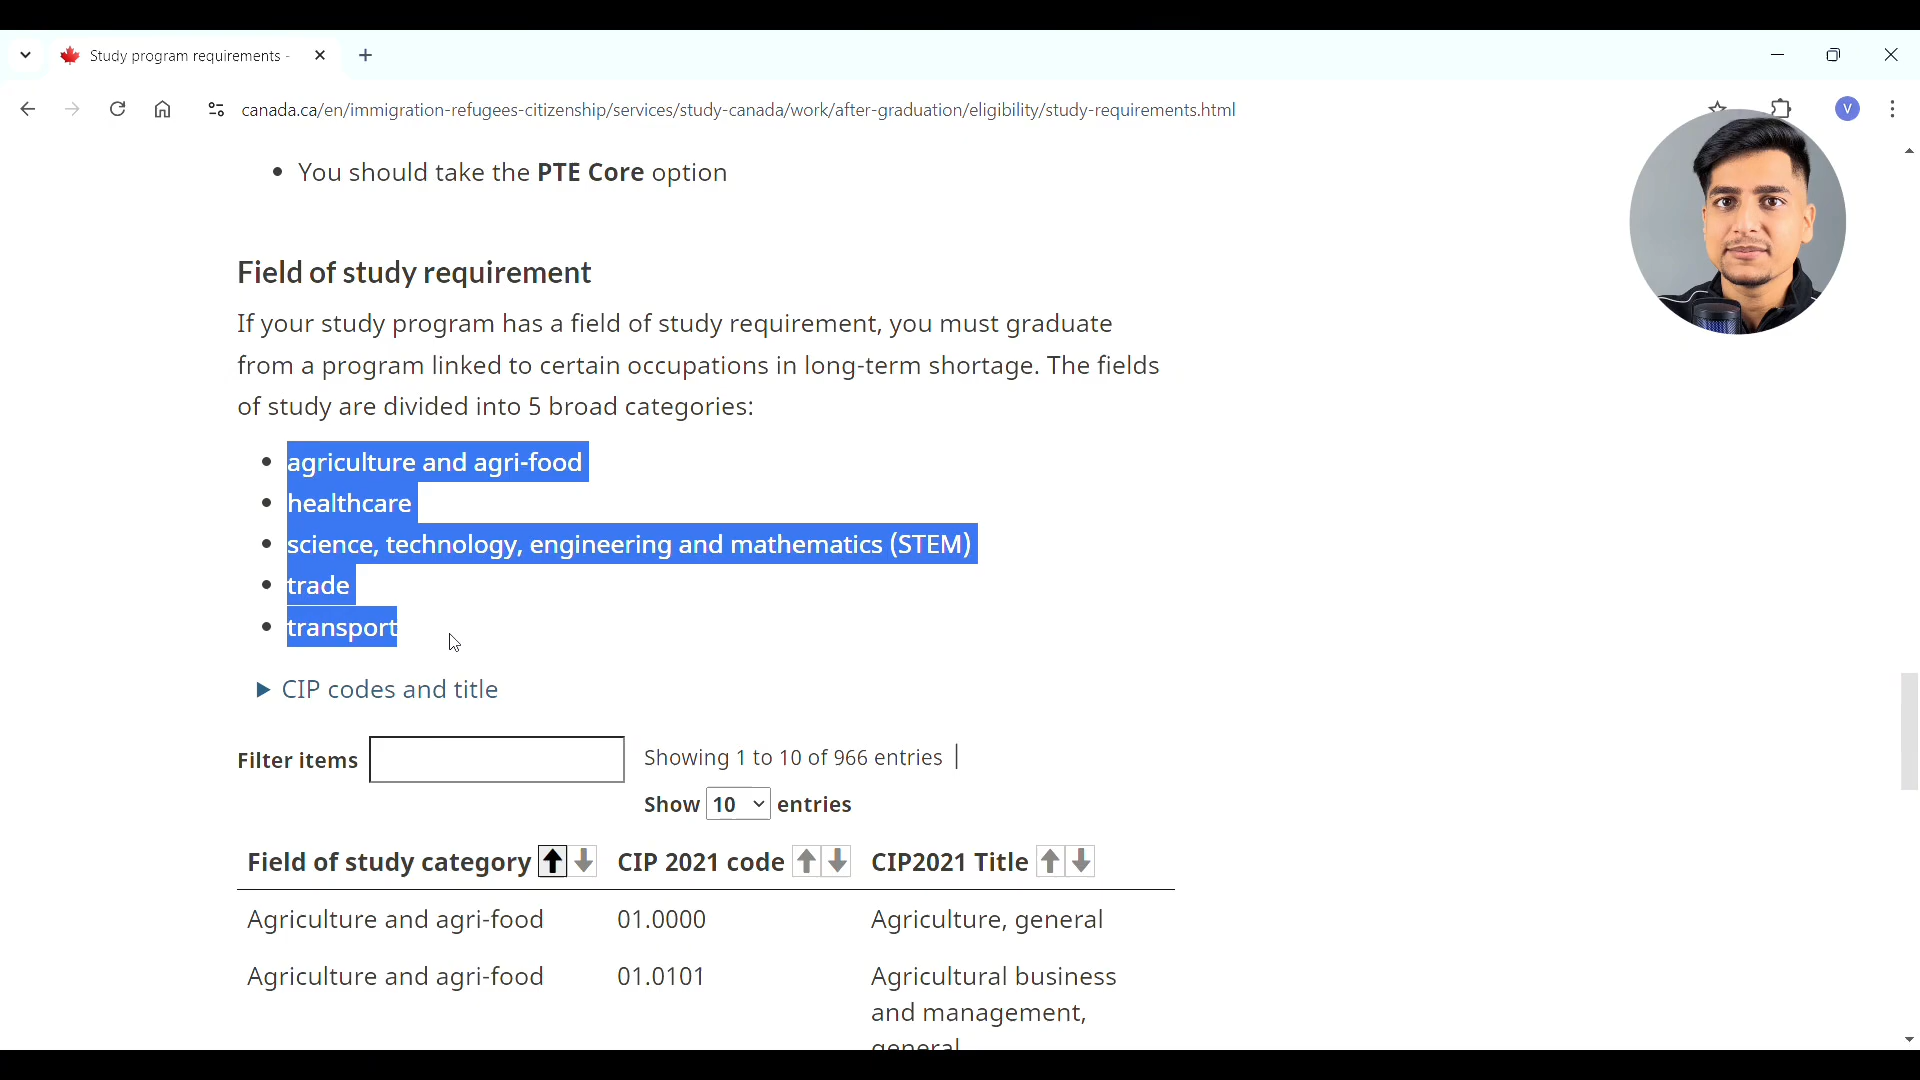 Study program requirements -
canada.ca/en/immigration-refugees-citizenship/services/study-canada/work/after-graduation/eligibility/study-requirements.html
V
• You should take the PTE Core option
Field of study requirement
If your study program has a field of study requirement, you must graduate
from a program linked to certain occupations in long-term shortage. The fields
of study are divided into 5 broad categories:
• agriculture and agri-food
• healthcare
• science, technology, engineering and mathematics (STEM)
• trade
• transport
CIP codes and title
Filter items Showing 1 to 10 of 966 entries |
Show 10 entries
Field of study category CIP 2021 code CIP2021 Title
Agriculture and agri-food 01.0000 Agriculture, general
Agriculture and agri-food 01.0101 Agricultural business
and management,
general